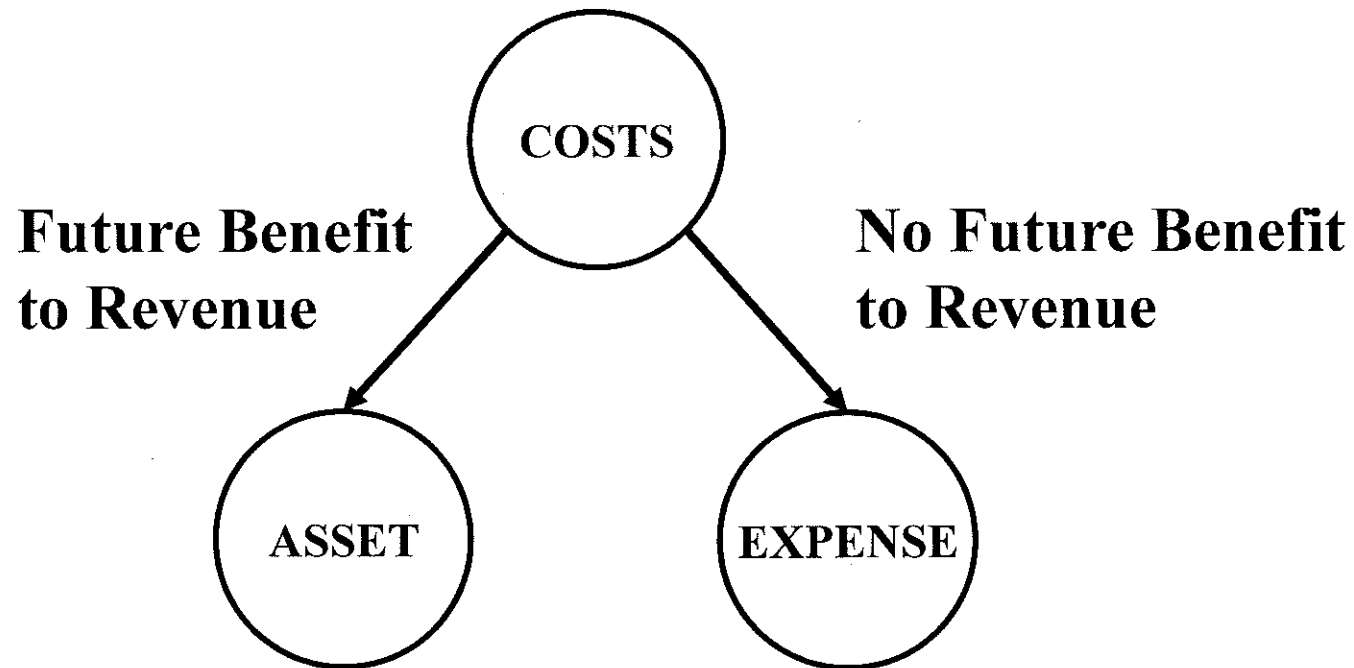 COSTS
Future Benefit
to Revenue
No Future Benefit
to Revenue
ASSET
EXPENSE